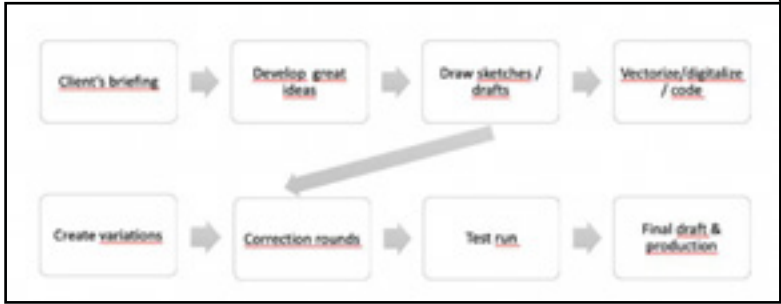 Client's briefing
Develop great
ideas
Draw sketches /
drafts
Vectorize/digitalize
/ code
Create variations
Correction rounds
Test run
Final draft &
production